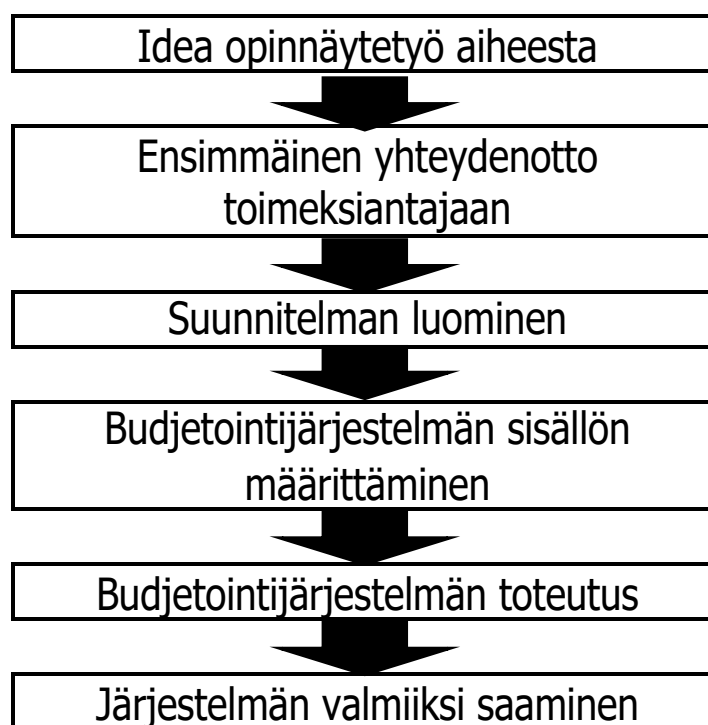 Idea opinnäytetyö aiheesta
Ensimmäinen yhteydenotto
toimeksiantajaan
Suunnitelman luominen
Budjetointijärjestelmän sisällön
määrittäminen
Budjetointijärjestelmän toteutus
Järjestelmän valmiiksi saaminen